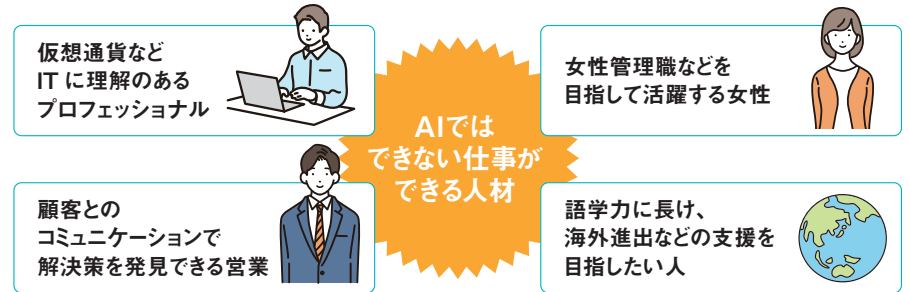 仮想通貨など
IT に理解のある
プロフェッショナル
女性管理職などを
目指して活躍する女性
AIでは
できない仕事が
できる人材
顧客との
コミュニケーションで
解決策を発見できる営業
語学力に長け、
海外進出などの支援を
目指したい人